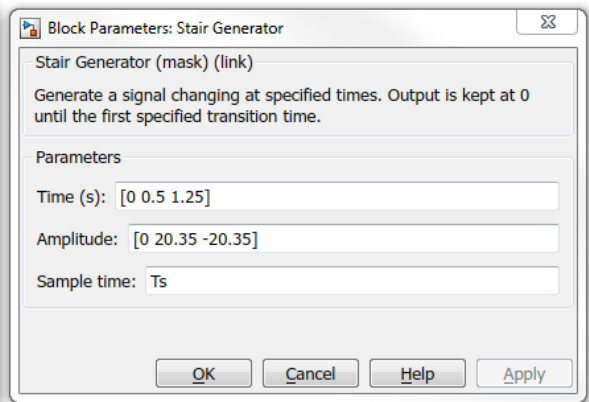 Block Parameters: Stair Generator
Stair Generator (mask) (link)
Generate a signal changing at specified times. Output is kept at 0
until the first specified transition time.
Parameters
Time (s): [0 0.5 1.25]
Amplitude: [0 20.35 -20.35]
Sample time: Ts
OK Cancel Help Apply